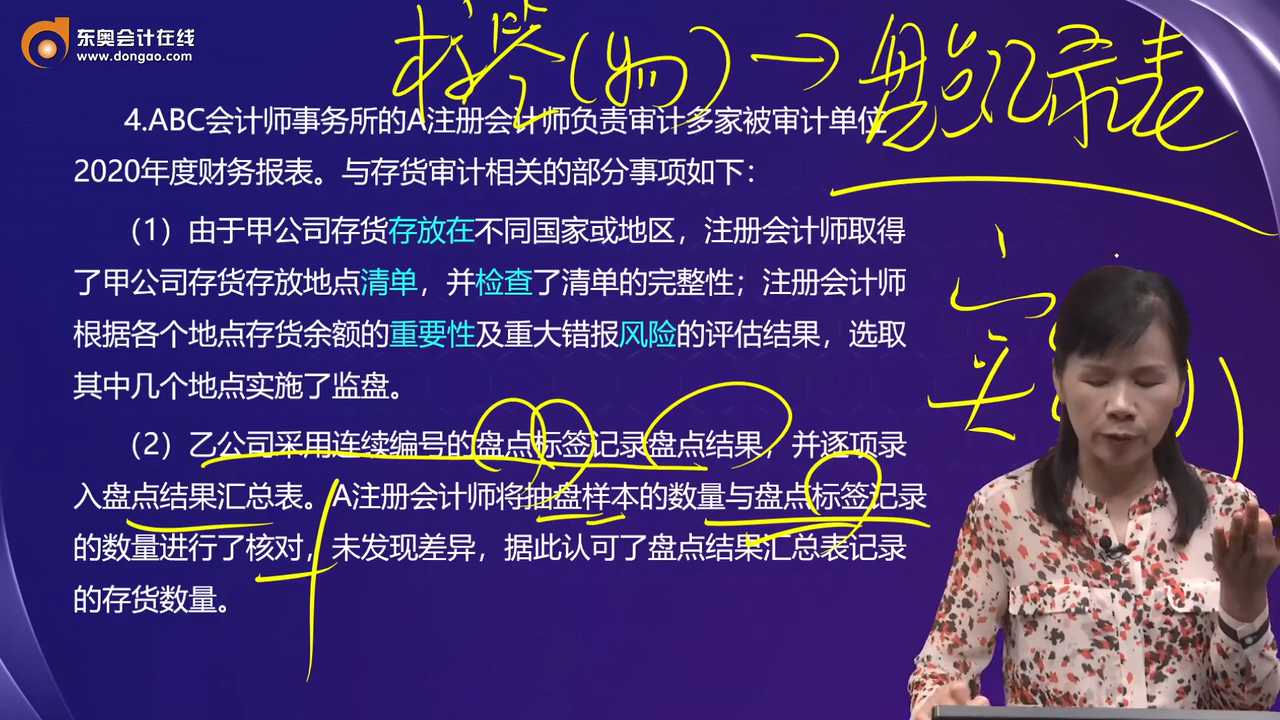 东奥会计在线
www.dongao.com
标签(物)→盘点汇总表
4.ABC会计师事务所的A注册会计师负责审计多家被审计单位
2020年度财务报表。与存货审计相关的部分事项如下：
（1）由于甲公司存货存放在不同国家或地区，注册会计师取得
了甲公司存货存放地点清单，并检查了清单的完整性；注册会计师
根据各个地点存货余额的重要性及重大错报风险的评估结果，选取
其中几个地点实施了监盘。
（2）乙公司采用连续编号的盘点标签记录盘点结果，并逐项录
入盘点结果汇总表。A注册会计师将抽盘样本的数量与盘点标签记录
的数量进行了核对，未发现差异，据此认可了盘点结果汇总表记录
的存货数量。